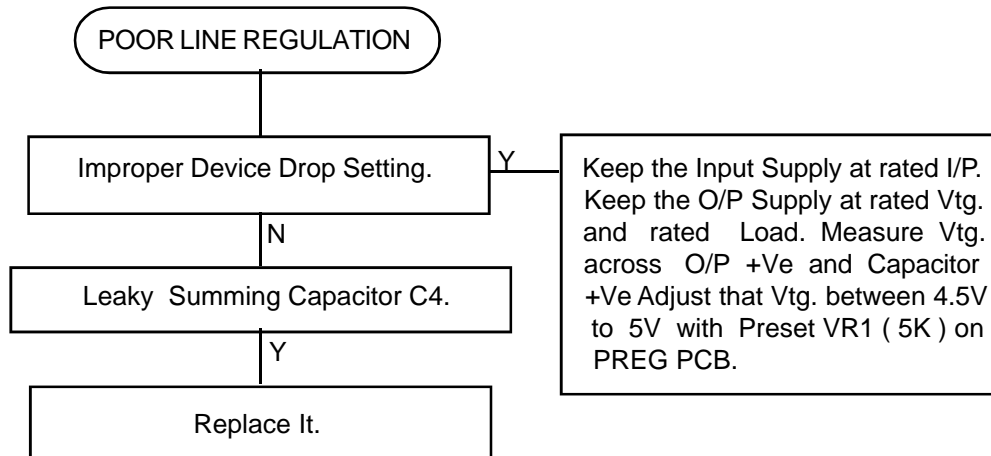 POOR LINE REGULATION
Improper Device Drop Setting.
Y
Keep the Input Supply at rated I/P.
Keep the O/P Supply at rated Vtg.
and rated Load. Measure Vtg.
across O/P +Ve and Capacitor
+Ve Adjust that Vtg. between 4.5V
to 5V with Preset VR1 ( 5K ) on
PREG PCB.
N
Leaky Summing Capacitor C4.
Y
Replace It.